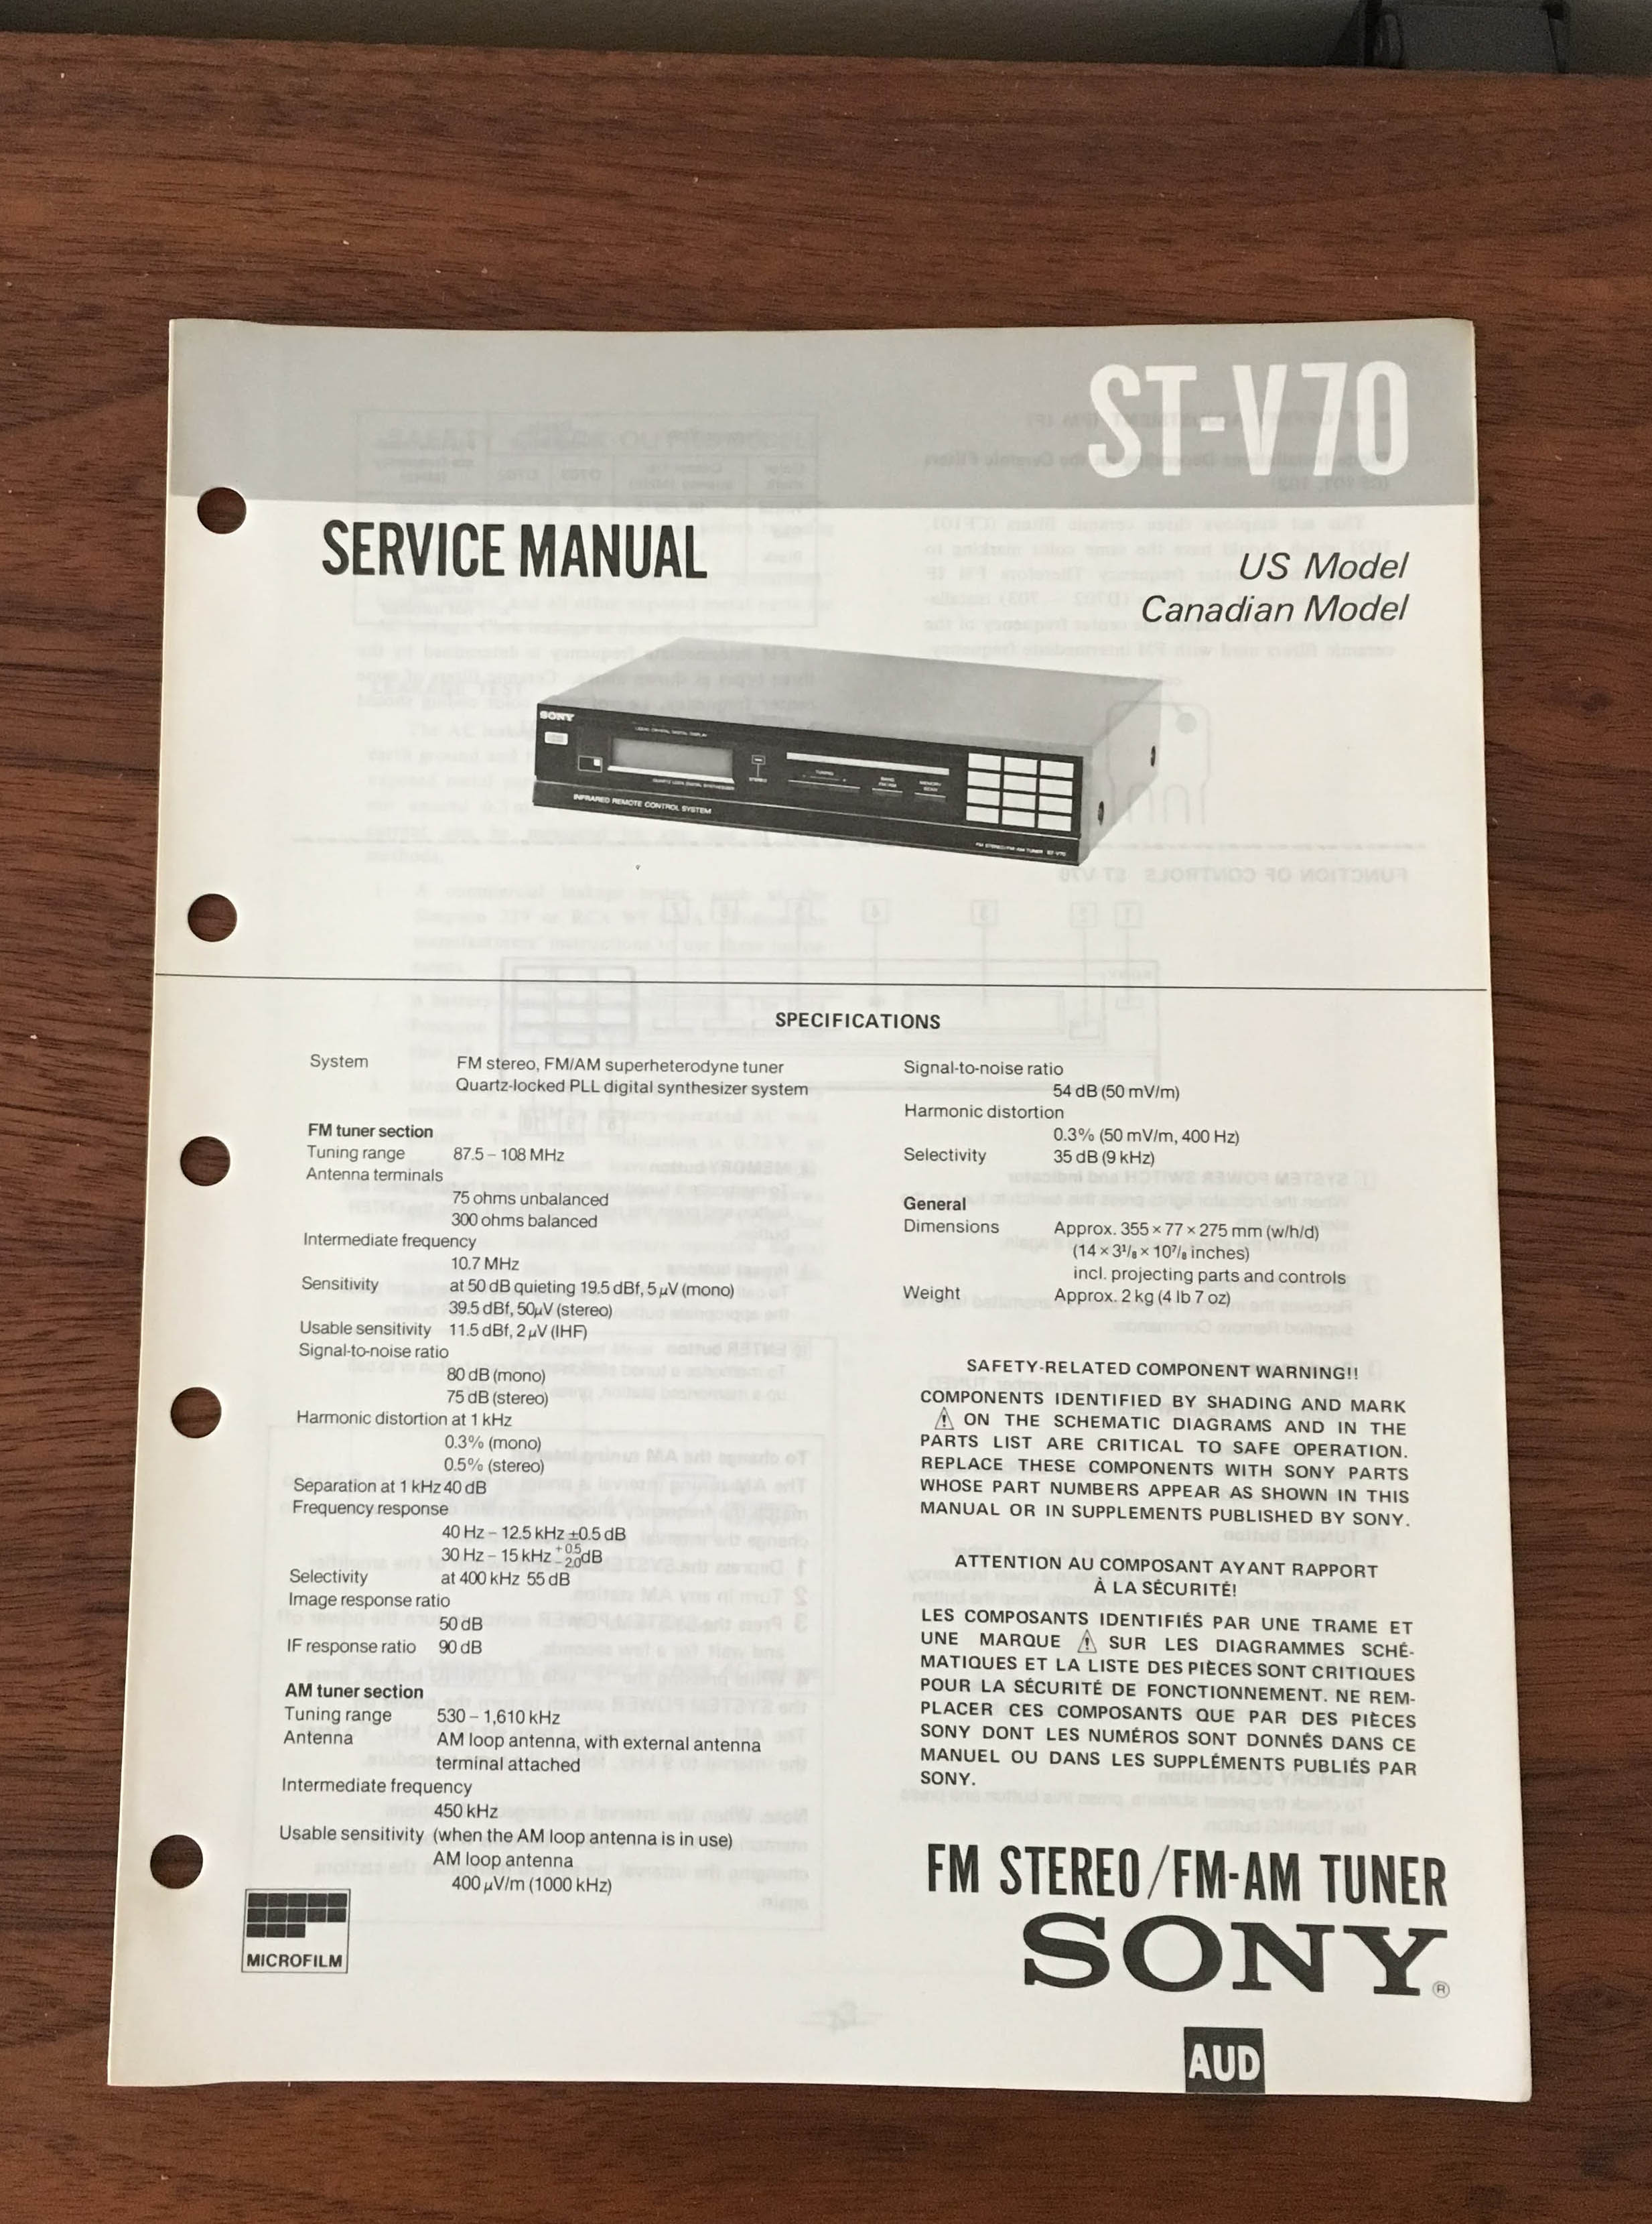 ST-V70
SERVICE MANUAL
US Model
Canadian Model
SONY
INFRARED REMOTE CONTROL SYSTEM
SPECIFICATIONS
System FM stereo, FM/AM superheterodyne tuner
Quartz-locked PLL digital synthesizer system
FM tuner section
Tuning range 87.5 – 108 MHz
Antenna terminals
75 ohms unbalanced
300 ohms balanced
Intermediate frequency
10.7 MHz
Sensitivity at 50 dB quieting 19.5 dBf, 5 µV (mono)
39.5 dBf, 50µV (stereo)
Usable sensitivity 11.5 dBf, 2 µV (IHF)
Signal-to-noise ratio
80 dB (mono)
75 dB (stereo)
Harmonic distortion at 1 kHz
0.3% (mono)
0.5% (stereo)
Separation at 1 kHz 40 dB
Frequency response
40 Hz – 12.5 kHz ±0.5 dB
30 Hz – 15 kHz +0.5 −2.0 dB
Selectivity at 400 kHz 55 dB
Image response ratio
50 dB
IF response ratio 90 dB
AM tuner section
Tuning range 530 – 1,610 kHz
Antenna AM loop antenna, with external antenna
terminal attached
Intermediate frequency
450 kHz
Usable sensitivity (when the AM loop antenna is in use)
AM loop antenna
400 µV/m (1000 kHz)
MICROFILM
Signal-to-noise ratio
54 dB (50 mV/m)
Harmonic distortion
0.3% (50 mV/m, 400 Hz)
Selectivity 35 dB (9 kHz)
General
Dimensions Approx. 355 × 77 × 275 mm (w/h/d)
(14 × 3¹/₈ × 10⁷/₈ inches)
incl. projecting parts and controls
Weight Approx. 2 kg (4 lb 7 oz)
SAFETY-RELATED COMPONENT WARNING!!
COMPONENTS IDENTIFIED BY SHADING AND MARK
⚠ ON THE SCHEMATIC DIAGRAMS AND IN THE
PARTS LIST ARE CRITICAL TO SAFE OPERATION.
REPLACE THESE COMPONENTS WITH SONY PARTS
WHOSE PART NUMBERS APPEAR AS SHOWN IN THIS
MANUAL OR IN SUPPLEMENTS PUBLISHED BY SONY.
ATTENTION AU COMPOSANT AYANT RAPPORT
À LA SÉCURITÉ!
LES COMPOSANTS IDENTIFIÉS PAR UNE TRAME ET
UNE MARQUE ⚠ SUR LES DIAGRAMMES SCHÉ-
MATIQUES ET LA LISTE DES PIÈCES SONT CRITIQUES
POUR LA SÉCURITÉ DE FONCTIONNEMENT. NE REM-
PLACER CES COMPOSANTS QUE PAR DES PIÈCES
SONY DONT LES NUMÉROS SONT DONNÉS DANS CE
MANUEL OU DANS LES SUPPLÉMENTS PUBLIÉS PAR
SONY.
FM STEREO/FM-AM TUNER
SONY®
AUD